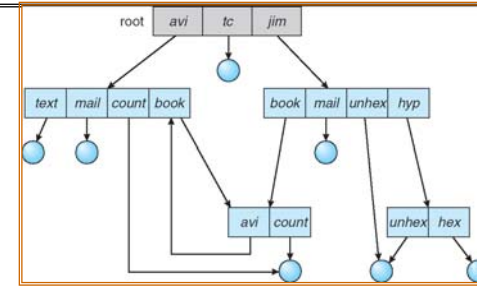 root avi tc jim
text mail count book book mail unhex hyp
avi count unhex hex